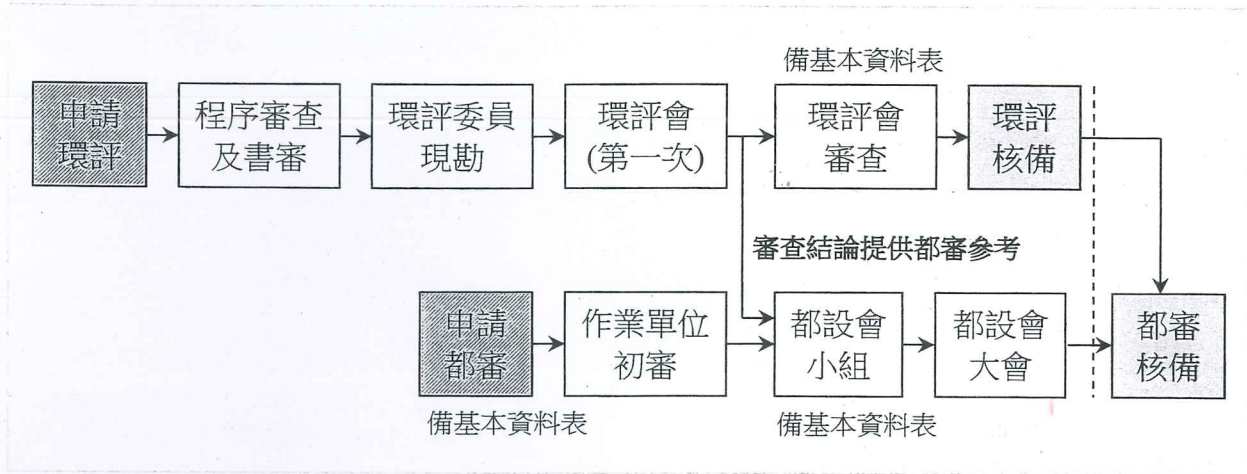 備基本資料表
申請
環評
程序審查
及書審
環評委員
現勘
環評會
(第一次)
環評會
審查
環評
核備
審查結論提供都審參考
申請
都審
作業單位
初審
都設會
小組
都設會
大會
都審
核備
備基本資料表
備基本資料表